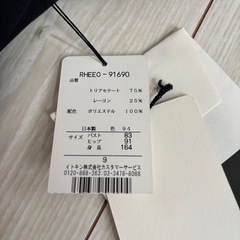 RHEE0-91690
品質
トリアセテート 75%
レーヨン 25%
配色 ポリエステル 100%
日本製 色 94
サイズ バスト 83
ヒップ 91
身長 164
9
イトキン株式会社カスタマーサービス
0120-888-363 03-3478-8088